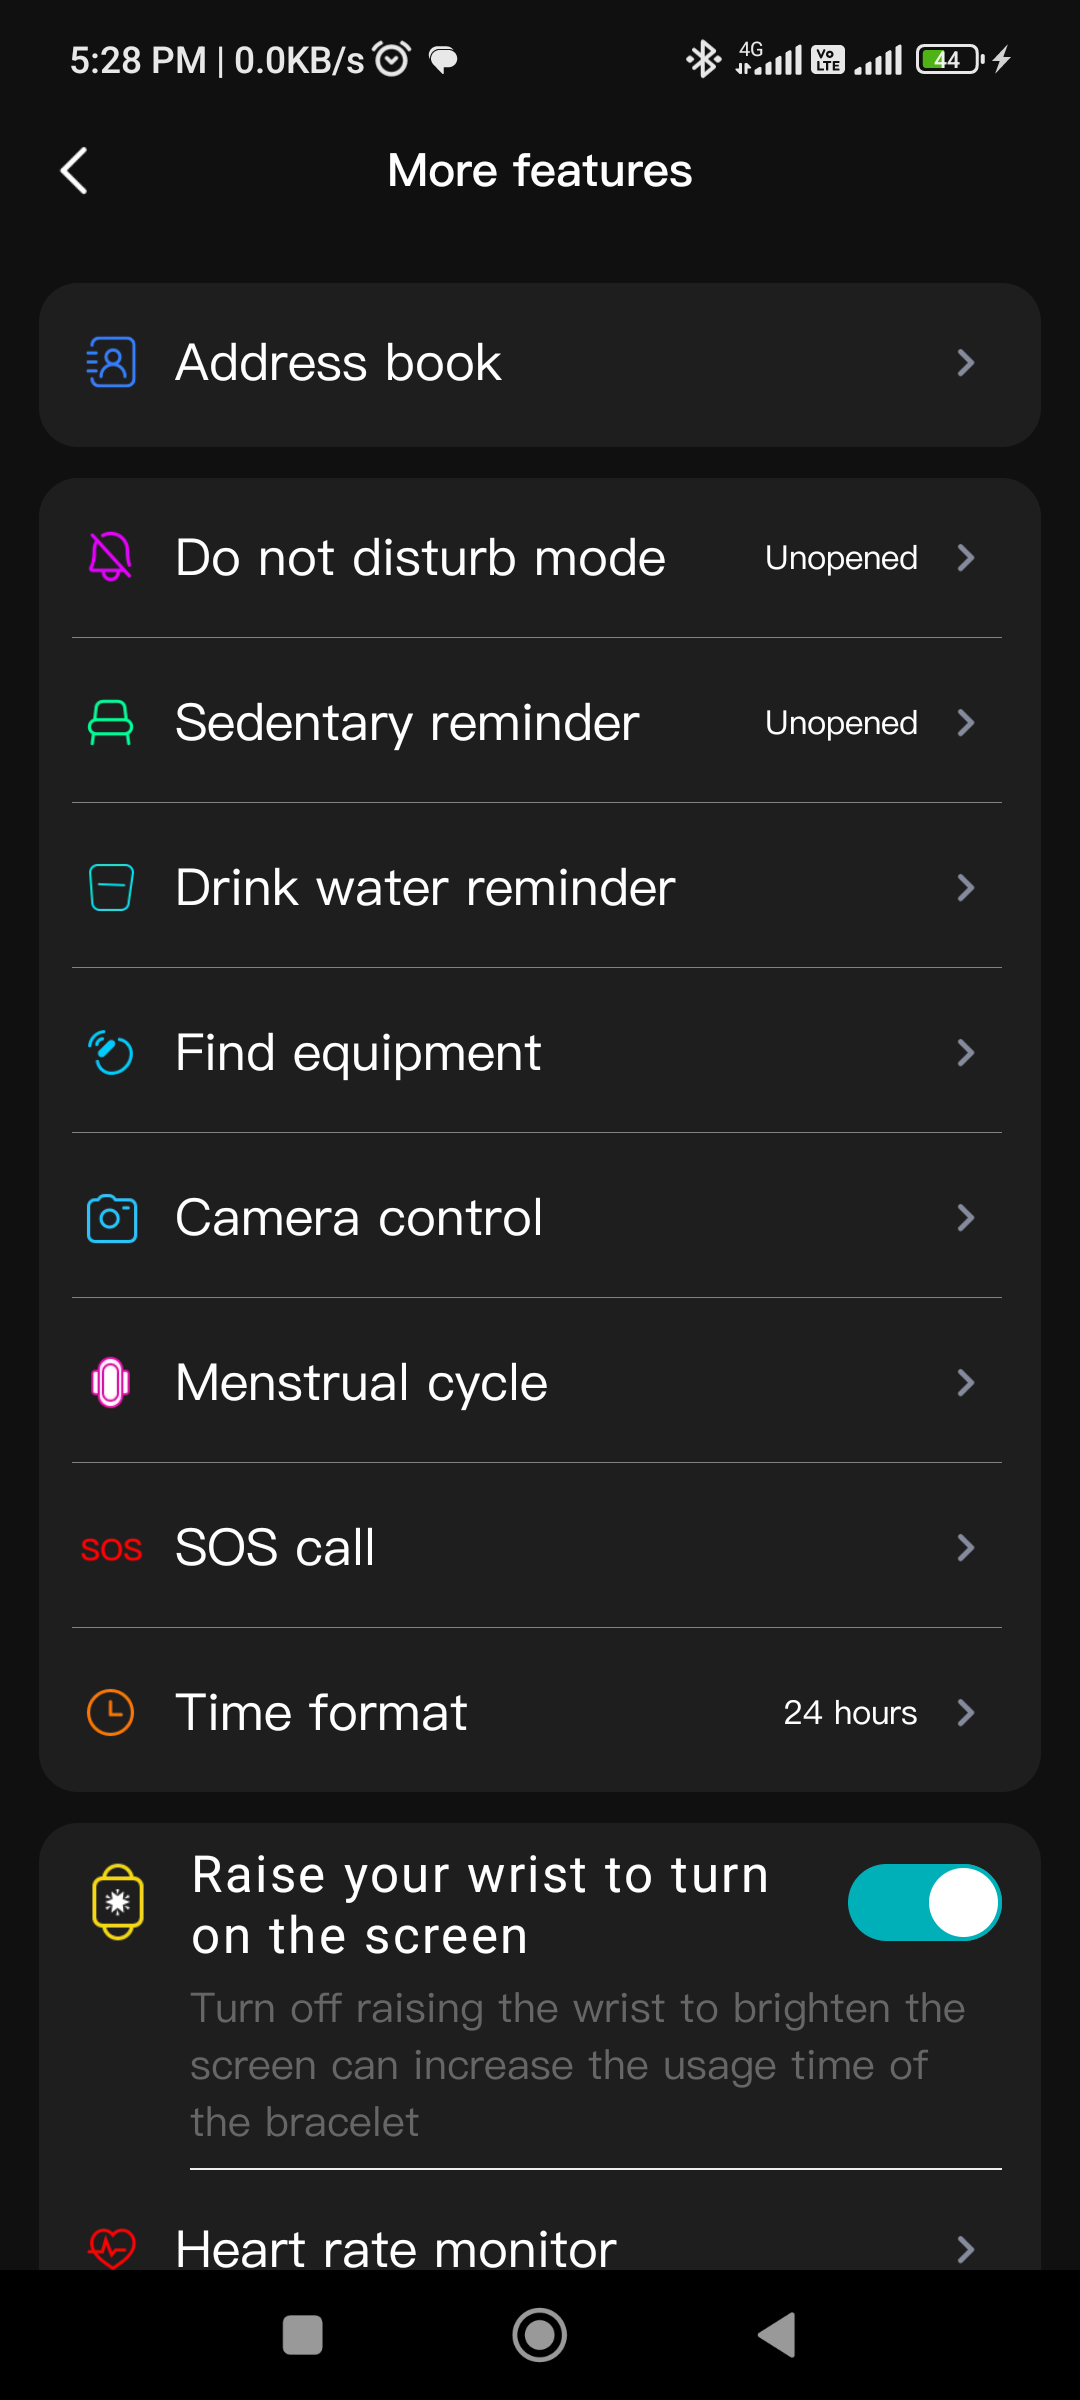 5:28 PM | 0.0KB/s 4G Vo LTE 44
More features
Address book
Do not disturb mode Unopened
Sedentary reminder Unopened
Drink water reminder
Find equipment
Camera control
Menstrual cycle
SOS SOS call
Time format 24 hours
Raise your wrist to turn
on the screen
Turn off raising the wrist to brighten the
screen can increase the usage time of
the bracelet
Heart rate monitor